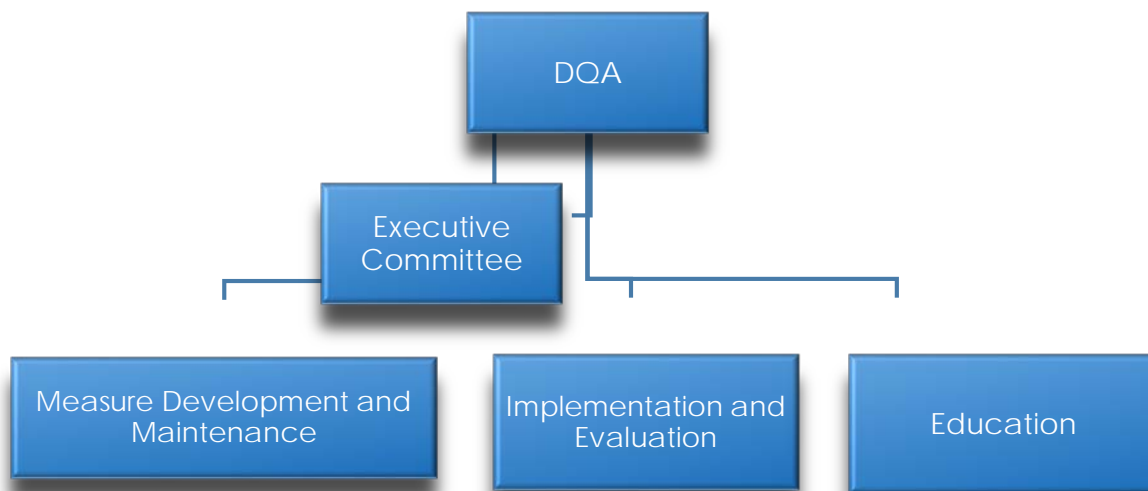 DQA
Executive
Committee
Measure Development and
Maintenance
Implementation and
Evaluation
Education